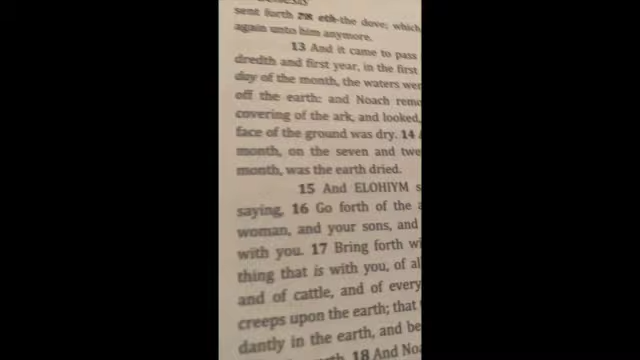 sent forth את eth-the dove; which
again unto him anymore.
13 And it came to pass
dredth and first year, in the first
day of the month, the waters wer
off the earth: and Noach remo
covering of the ark, and looked,
face of the ground was dry. 14
month, on the seven and twe
month, was the earth dried.
15 And ELOHIYM s
saying, 16 Go forth of the a
woman, and your sons, and
with you. 17 Bring forth wi
thing that is with you, of al
and of cattle, and of every
creeps upon the earth; that
dantly in the earth, and be
18 And Noa